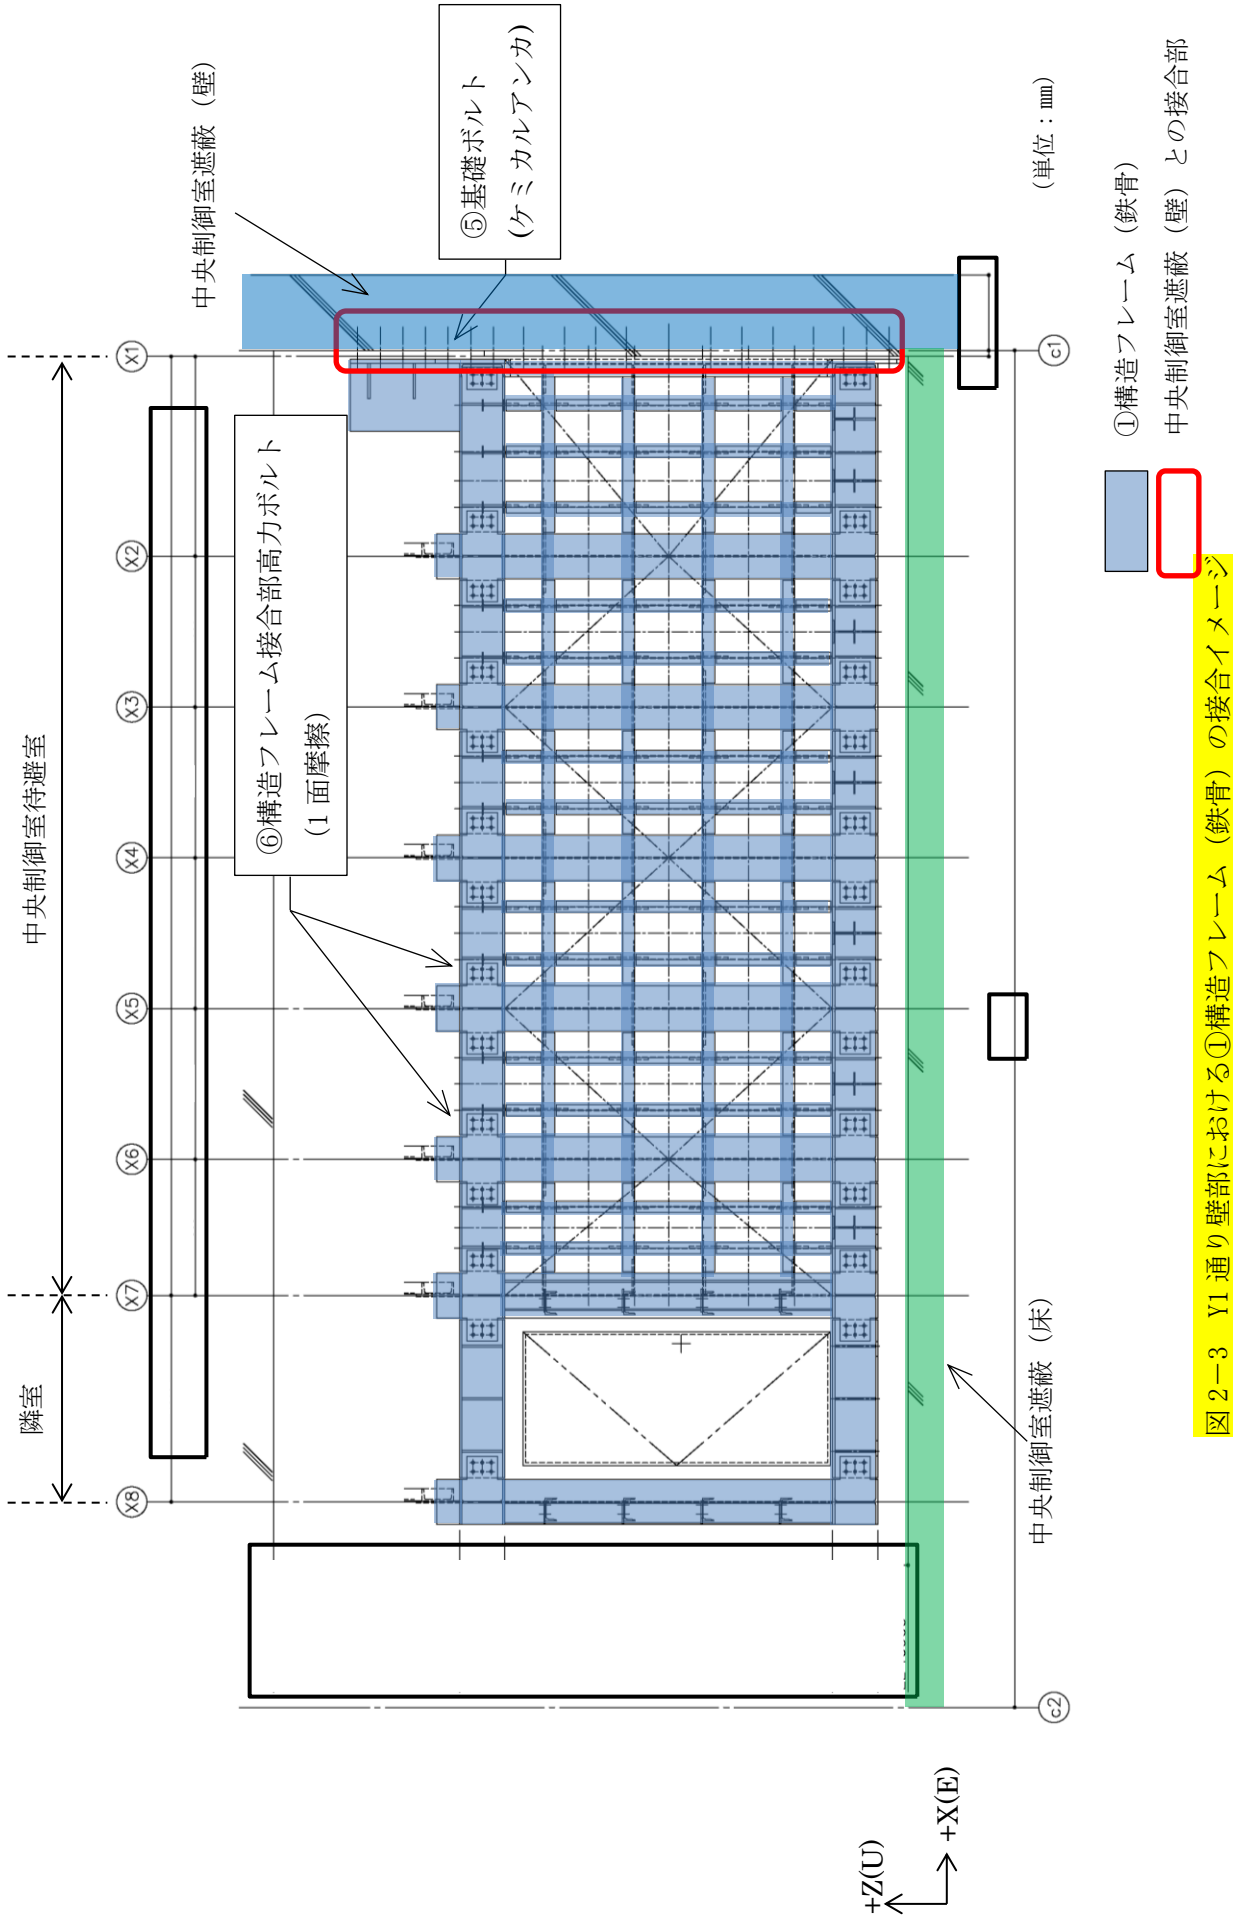 隣室
中央制御室待避室
X8
X7
X6
X5
X4
X3
X2
X1
中央制御室遮蔽（壁）
⑥構造フレーム接合部高力ボルト
(1 面摩擦)
⑤基礎ボルト
(ケミカルアンカ)
中央制御室遮蔽（床）
c2
c1
（単位：mm）
+Z(U)
+X(E)
①構造フレーム（鉄骨）
中央制御室遮蔽（壁）との接合部
図 2－3 Y1 通り壁部における①構造フレーム（鉄骨）の接合イメージ